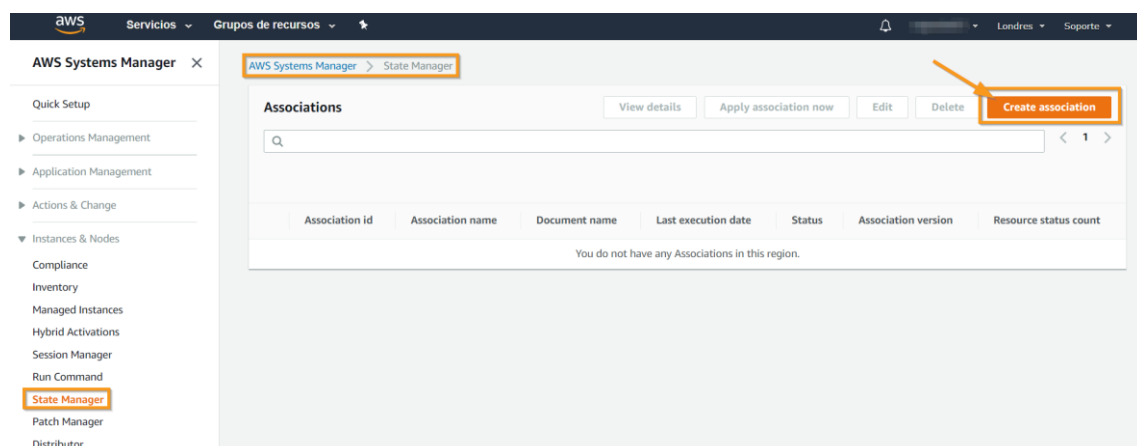 aws
Servicios
Grupos de recursos
Londres
Soporte
AWS Systems Manager
Quick Setup
Operations Management
Application Management
Actions & Change
Instances & Nodes
Compliance
Inventory
Managed Instances
Hybrid Activations
Session Manager
Run Command
State Manager
Patch Manager
Distributor
AWS Systems Manager > State Manager
Associations
View details
Apply association now
Edit
Delete
Create association
< 1 >
Association id
Association name
Document name
Last execution date
Status
Association version
Resource status count
You do not have any Associations in this region.